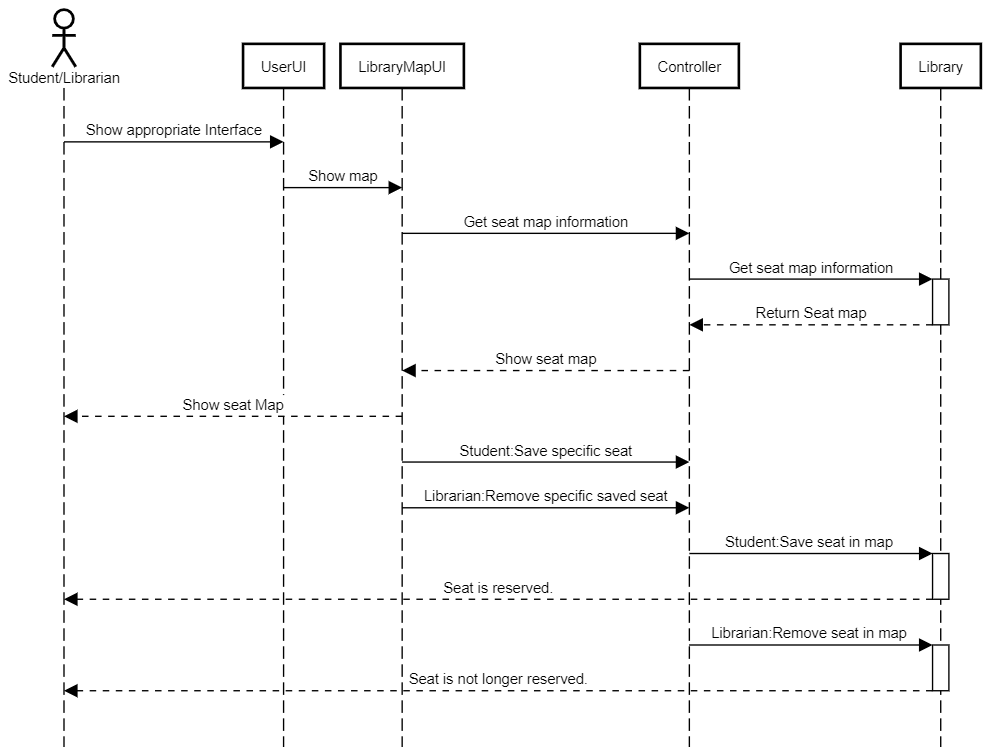 Student/Librarian
UserUI
LibraryMapUI
Controller
Library
Show appropriate Interface
Show map
Get seat map information
Get seat map information
Return Seat map
Show seat map
Show seat Map
Student:Save specific seat
Librarian:Remove specific saved seat
Student:Save seat in map
Seat is reserved.
Librarian:Remove seat in map
Seat is not longer reserved.